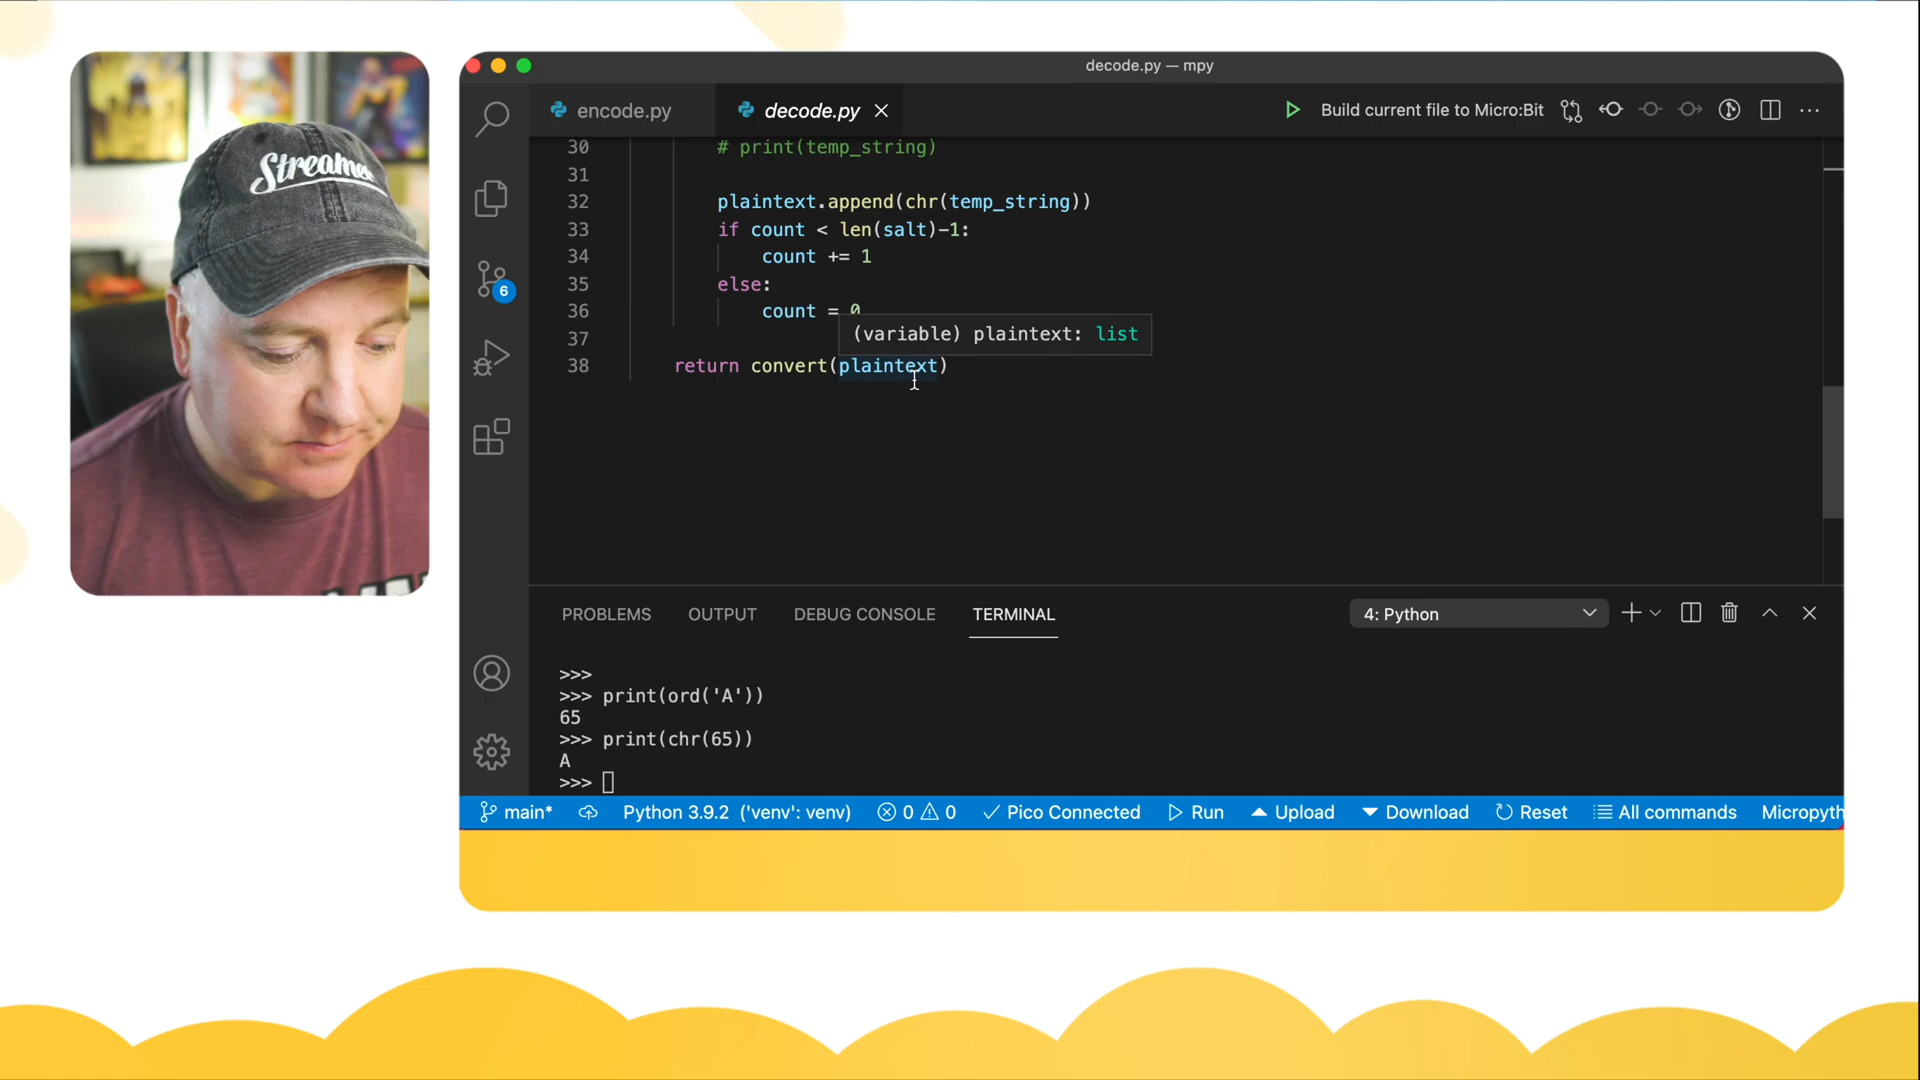 Streame
decode.py — mpy
encode.py
decode.py
Build current file to Micro:Bit
30 # print(temp_string)
31
32 plaintext.append(chr(temp_string))
33 if count < len(salt)-1:
34 count += 1
35 else:
36 count = 0
37
(variable) plaintext: list
38 return convert(plaintext)
6
PROBLEMS OUTPUT DEBUG CONSOLE TERMINAL
4: Python
>>>
>>> print(ord('A'))
65
>>> print(chr(65))
A
>>>
main* Python 3.9.2 ('venv': venv) 0 0 Pico Connected Run Upload Download Reset All commands Micropyth